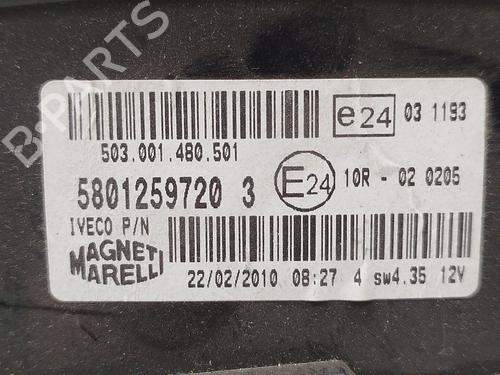 B-PARTS
e24 03 1193
503.001.480.501
5801259720 3
E24 10R - 02 0205
IVECO P/N
MAGNETI
MARELLI
22/02/2010 08:27 4 sw4.35 12V